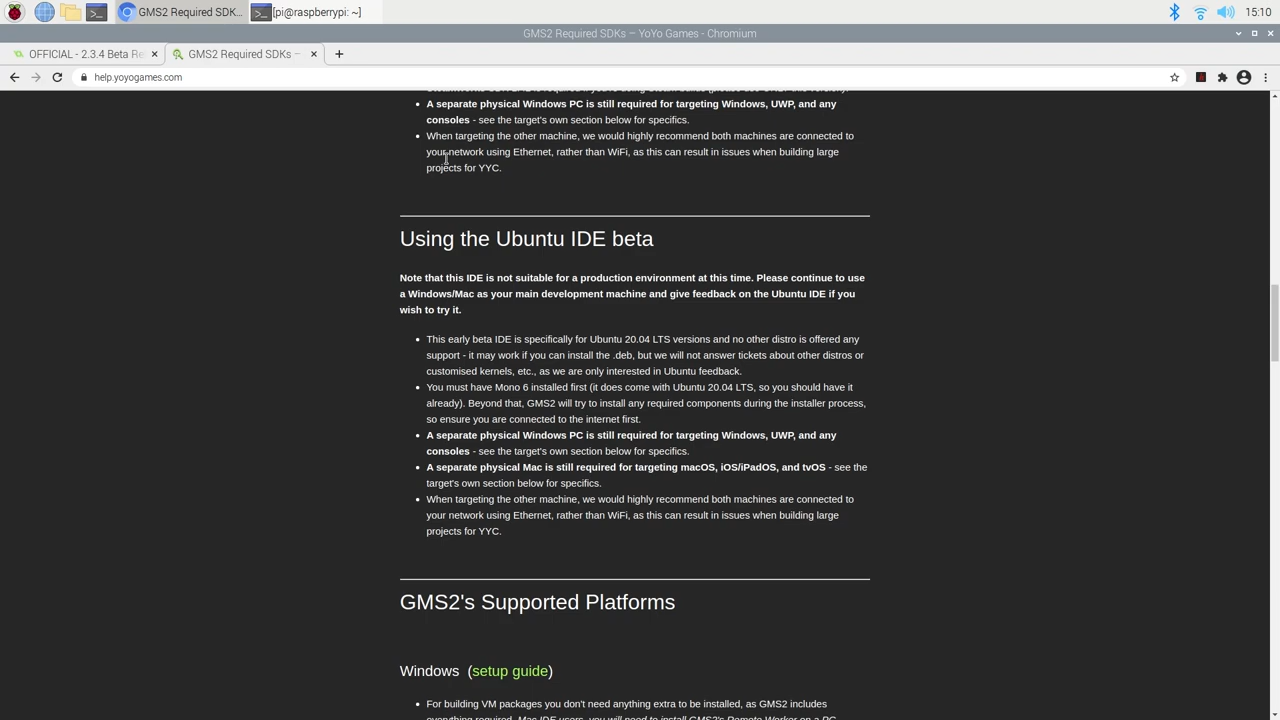 GMS2 Required SDK...
[pi@raspberrypi: ~]
15:10
GMS2 Required SDKs – YoYo Games - Chromium
OFFICIAL - 2.3.4 Beta Re
GMS2 Required SDKs –
help.yoyogames.com
A separate physical Windows PC is still required for targeting Windows, UWP, and any
consoles - see the target's own section below for specifics.
When targeting the other machine, we would highly recommend both machines are connected to
your network using Ethernet, rather than WiFi, as this can result in issues when building large
projects for YYC.
Using the Ubuntu IDE beta
Note that this IDE is not suitable for a production environment at this time. Please continue to use
a Windows/Mac as your main development machine and give feedback on the Ubuntu IDE if you
wish to try it.
This early beta IDE is specifically for Ubuntu 20.04 LTS versions and no other distro is offered any
support - it may work if you can install the .deb, but we will not answer tickets about other distros or
customised kernels, etc., as we are only interested in Ubuntu feedback.
You must have Mono 6 installed first (it does come with Ubuntu 20.04 LTS, so you should have it
already). Beyond that, GMS2 will try to install any required components during the installer process,
so ensure you are connected to the internet first.
A separate physical Windows PC is still required for targeting Windows, UWP, and any
consoles - see the target's own section below for specifics.
A separate physical Mac is still required for targeting macOS, iOS/iPadOS, and tvOS - see the
target's own section below for specifics.
When targeting the other machine, we would highly recommend both machines are connected to
your network using Ethernet, rather than WiFi, as this can result in issues when building large
projects for YYC.
GMS2's Supported Platforms
Windows (setup guide)
For building VM packages you don't need anything extra to be installed, as GMS2 includes
everything required. Mac IDE users, you will need to install GMS2's Remote Worker on a PC